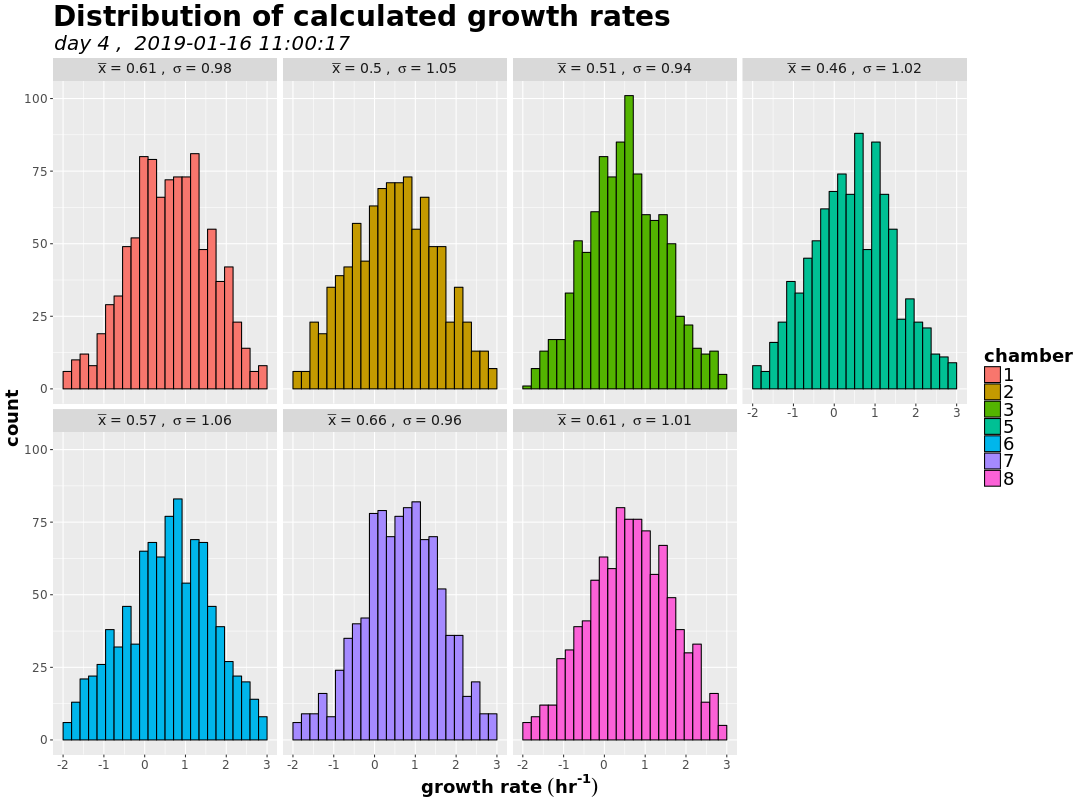 Distribution of calculated growth rates
day 4 ,  2019-01-16 11:00:17
x̅ = 0.61 ,  σ = 0.98
x̅ = 0.5 ,  σ = 1.05
x̅ = 0.51 ,  σ = 0.94
x̅ = 0.46 ,  σ = 1.02
100
75
50
25
0
-2 -1 0 1 2 3
count
chamber
1
2
3
5
6
7
8
x̅ = 0.57 ,  σ = 1.06
x̅ = 0.66 ,  σ = 0.96
x̅ = 0.61 ,  σ = 1.01
100
75
50
25
0
-2 -1 0 1 2 3
-2 -1 0 1 2 3
-2 -1 0 1 2 3
growth rate (hr⁻¹)